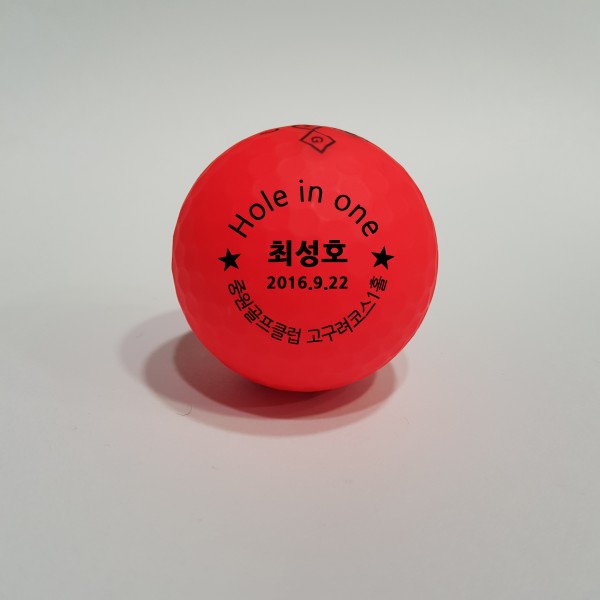 Hole in one
★ 최성호 ★
2016.9.22
중원골프클럽 고구려코스1홀